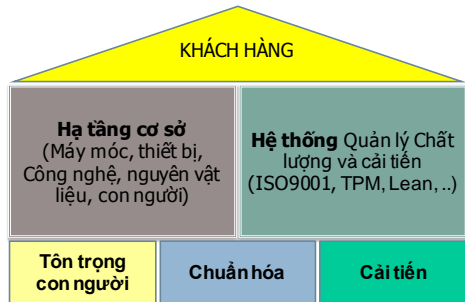 KHÁCH HÀNG
Hạ tầng cơ sở
(Máy móc, thiết bị,
Công nghệ, nguyên vật
liệu, con người)
Hệ thống Quản lý Chất
lượng và cải tiến
(ISO9001, TPM, Lean,..)
Tôn trọng
con người
Chuẩn hóa
Cải tiến